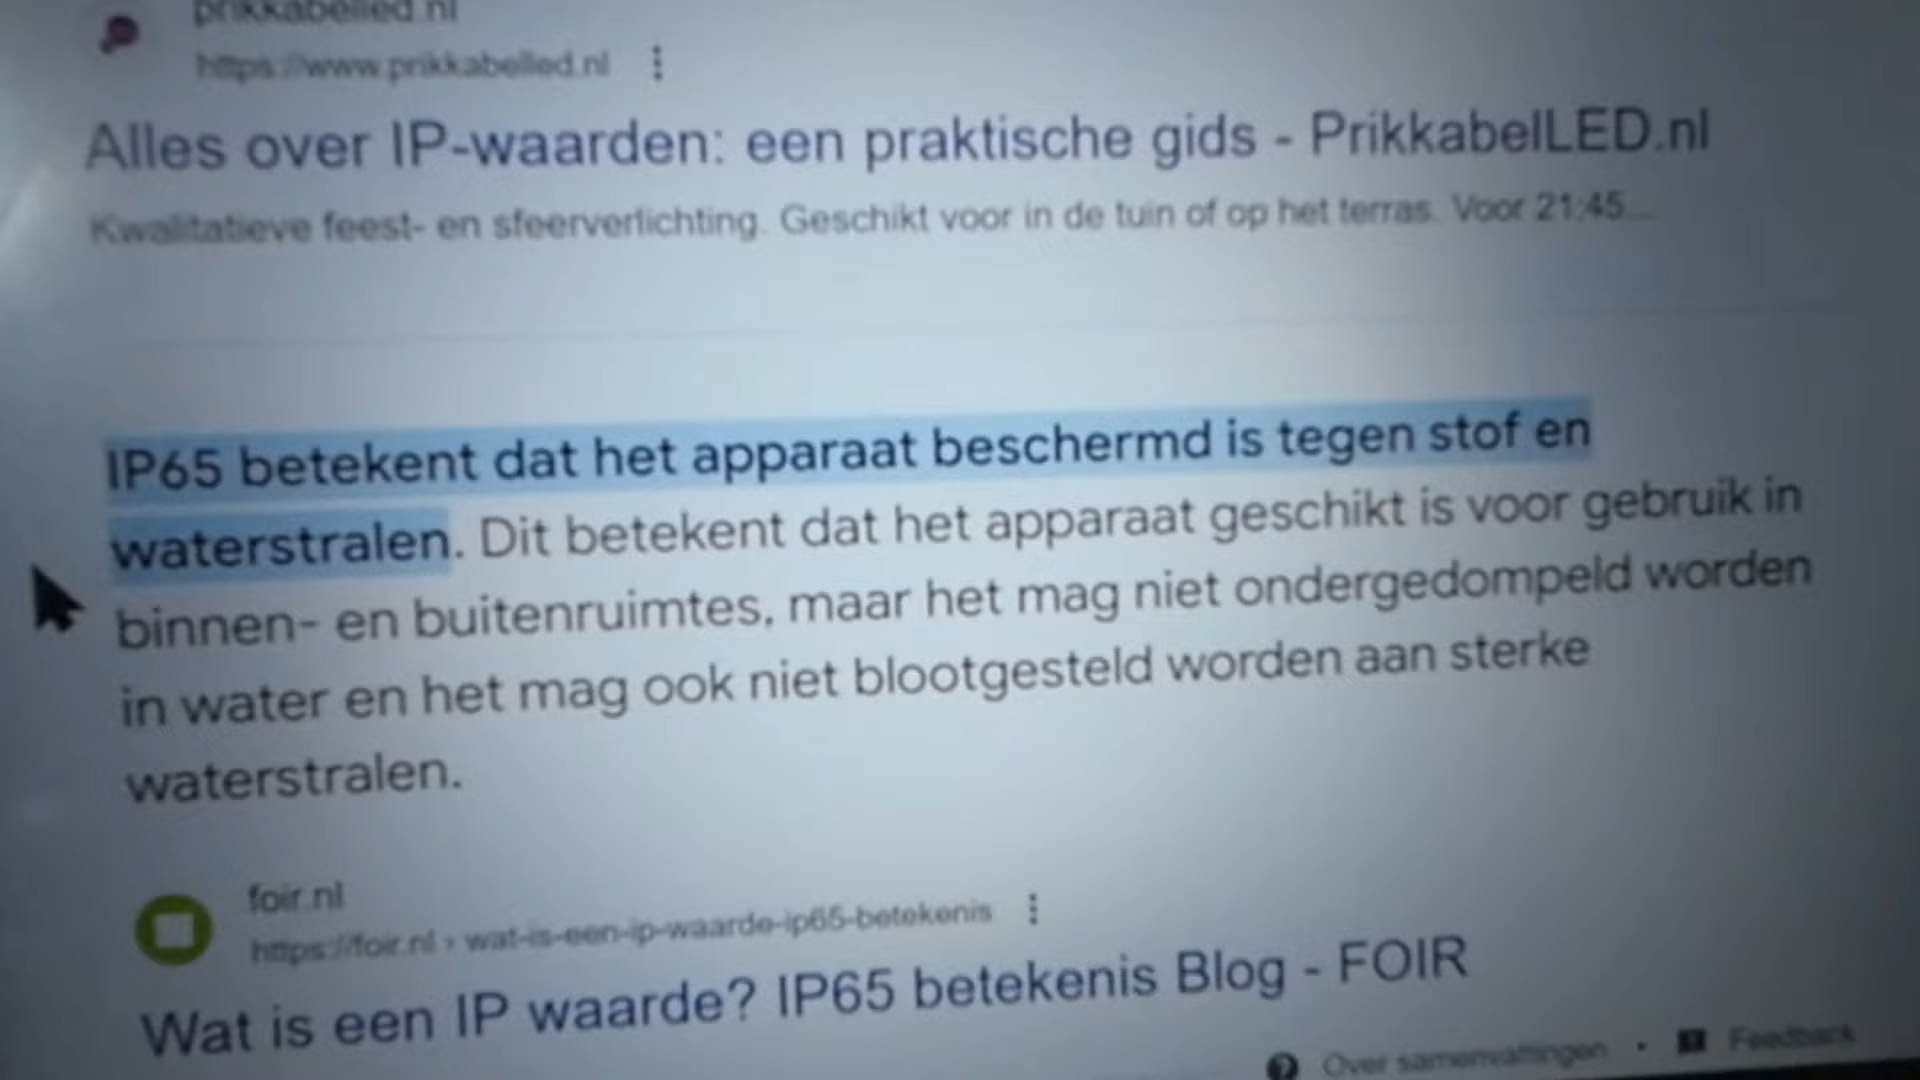 prikkabelled.nl
https://www.prikkabelled.nl
Alles over IP-waarden: een praktische gids - PrikkabelLED.nl
Kwalitatieve feest- en sfeerverlichting. Geschikt voor in de tuin of op het terras. Voor 21:45...
IP65 betekent dat het apparaat beschermd is tegen stof en
waterstralen. Dit betekent dat het apparaat geschikt is voor gebruik in
binnen- en buitenruimtes, maar het mag niet ondergedompeld worden
in water en het mag ook niet blootgesteld worden aan sterke
waterstralen.
foir.nl
https://foir.nl › wat-is-een-ip-waarde-ip65-betekenis
Wat is een IP waarde? IP65 betekenis Blog - FOIR
Over samenvattingen • Feedback